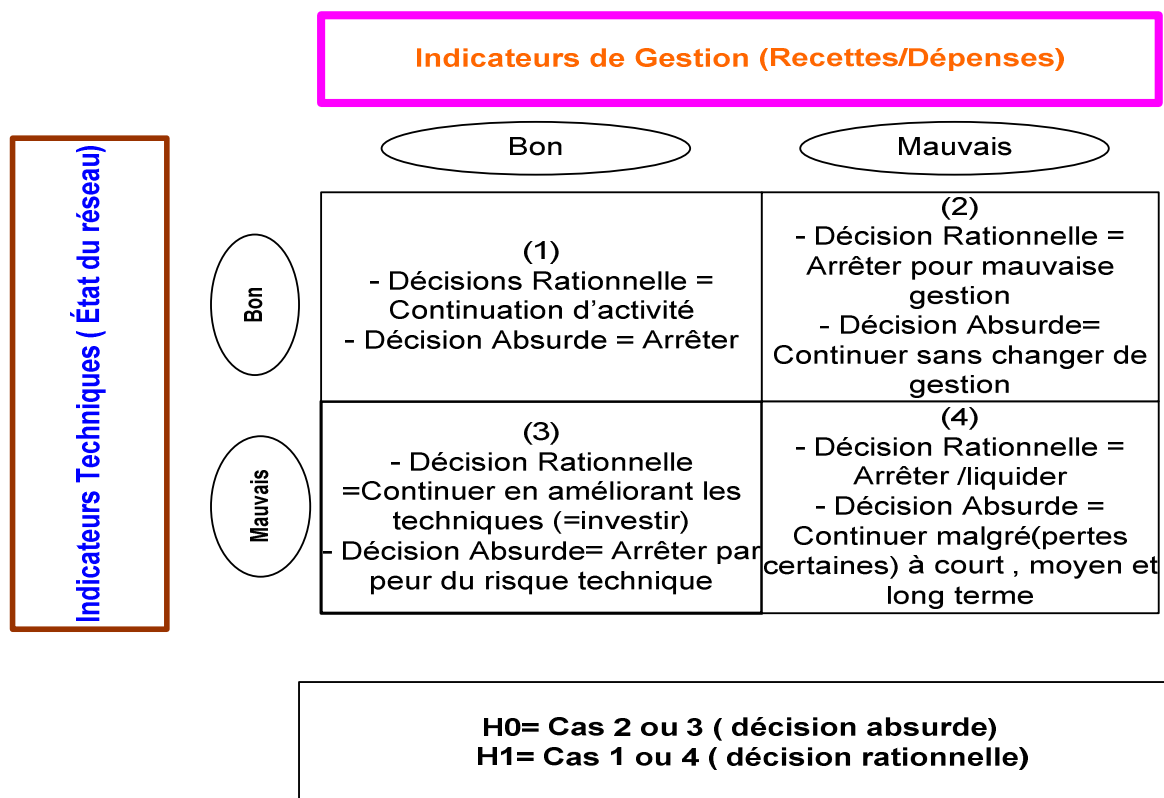 Indicateurs de Gestion (Recettes/Dépenses)
Bon
Mauvais
Indicateurs Techniques ( État du réseau)
Bon
(1)
- Décisions Rationnelle =
Continuation d'activité
- Décision Absurde = Arrêter
(2)
- Décision Rationnelle =
Arrêter pour mauvaise
gestion
- Décision Absurde=
Continuer sans changer de
gestion
Mauvais
(3)
- Décision Rationnelle
=Continuer en améliorant les
techniques (=investir)
- Décision Absurde= Arrêter par
peur du risque technique
(4)
- Décision Rationnelle =
Arrêter /liquider
- Décision Absurde =
Continuer malgré(pertes
certaines) à court , moyen et
long terme
H0= Cas 2 ou 3 ( décision absurde)
H1= Cas 1 ou 4 ( décision rationnelle)